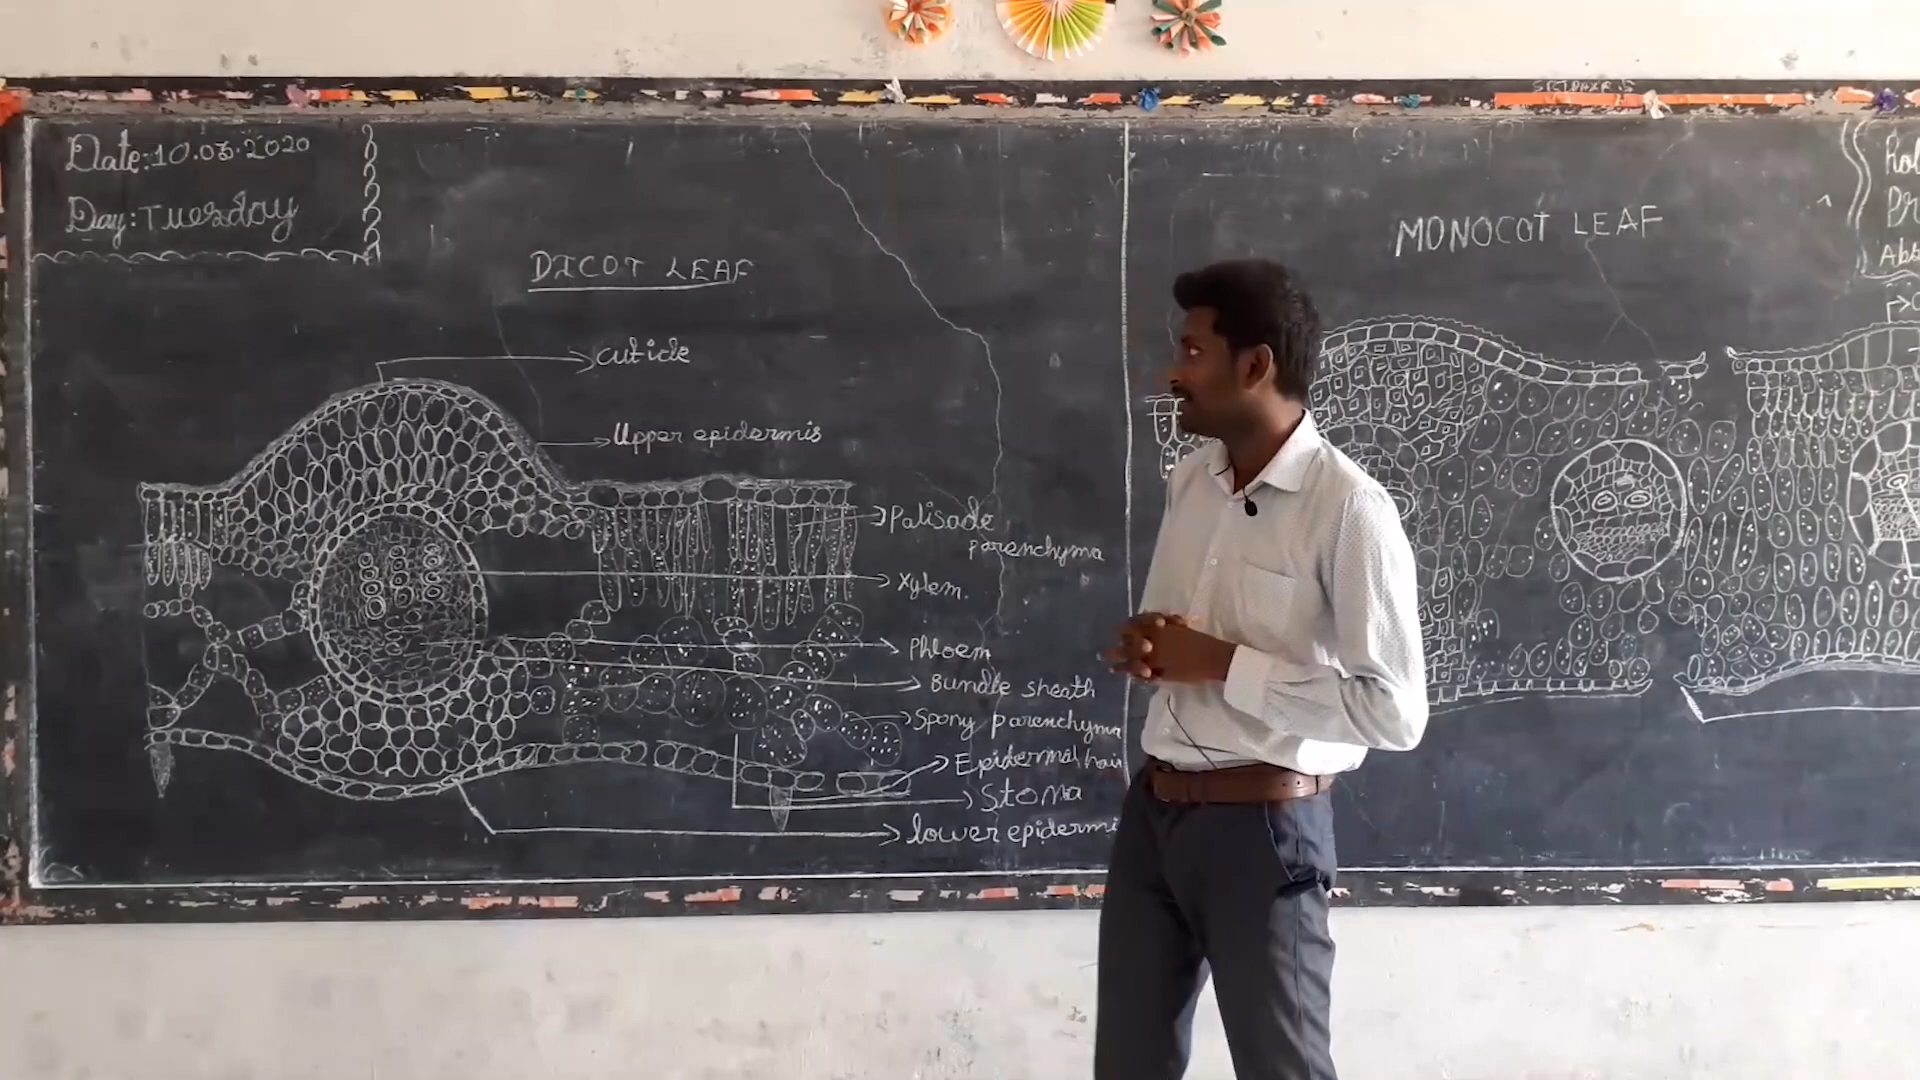 Date:10.03.2020
Day:Tuesday
DICOT LEAF
cuticle
Upper epidermis
Palisade
parenchyma
Xylem.
Phloem
Bundle sheath
Spony parenchyma
Epidermal hair
Stoma
lower epidermi
MONOCOT LEAF